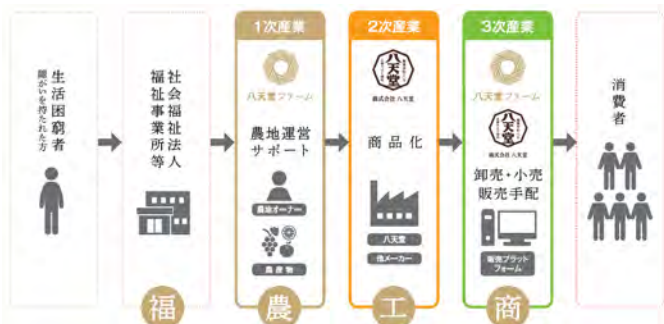 生活困窮者
障がいを持たれた方
社会福祉法人
福祉事業所等
福
1次産業
八天堂ファーム
農地運営
サポート
農地オーナー
農産物
農
2次産業
八天堂
株式会社 八天堂
商品化
八天堂
他メーカー
工
3次産業
八天堂ファーム
八天堂
株式会社 八天堂
卸売・小売
販売手配
販売プラット
フォーム
商
消費者